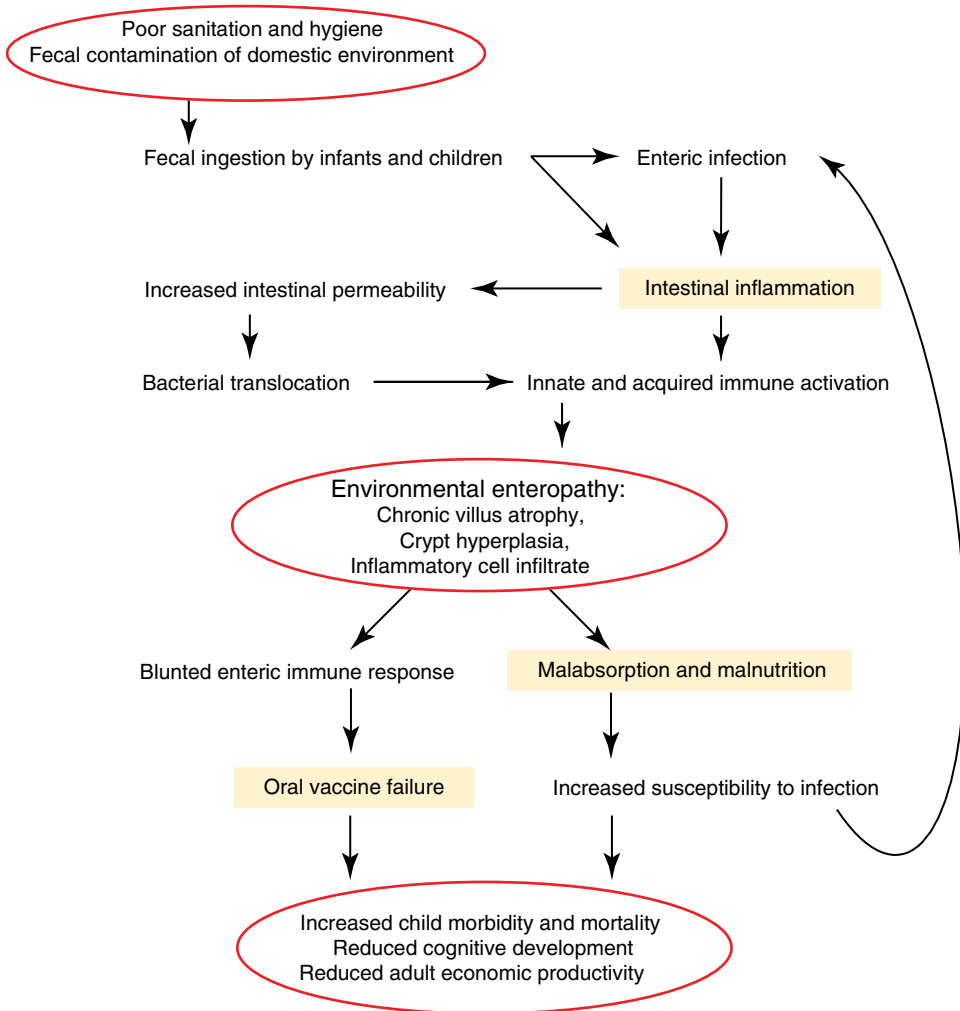 Poor sanitation and hygiene
Fecal contamination of domestic environment
Fecal ingestion by infants and children
Enteric infection
Increased intestinal permeability
Intestinal inflammation
Bacterial translocation
Innate and acquired immune activation
Environmental enteropathy:
Chronic villus atrophy,
Crypt hyperplasia,
Inflammatory cell infiltrate
Blunted enteric immune response
Malabsorption and malnutrition
Oral vaccine failure
Increased susceptibility to infection
Increased child morbidity and mortality
Reduced cognitive development
Reduced adult economic productivity